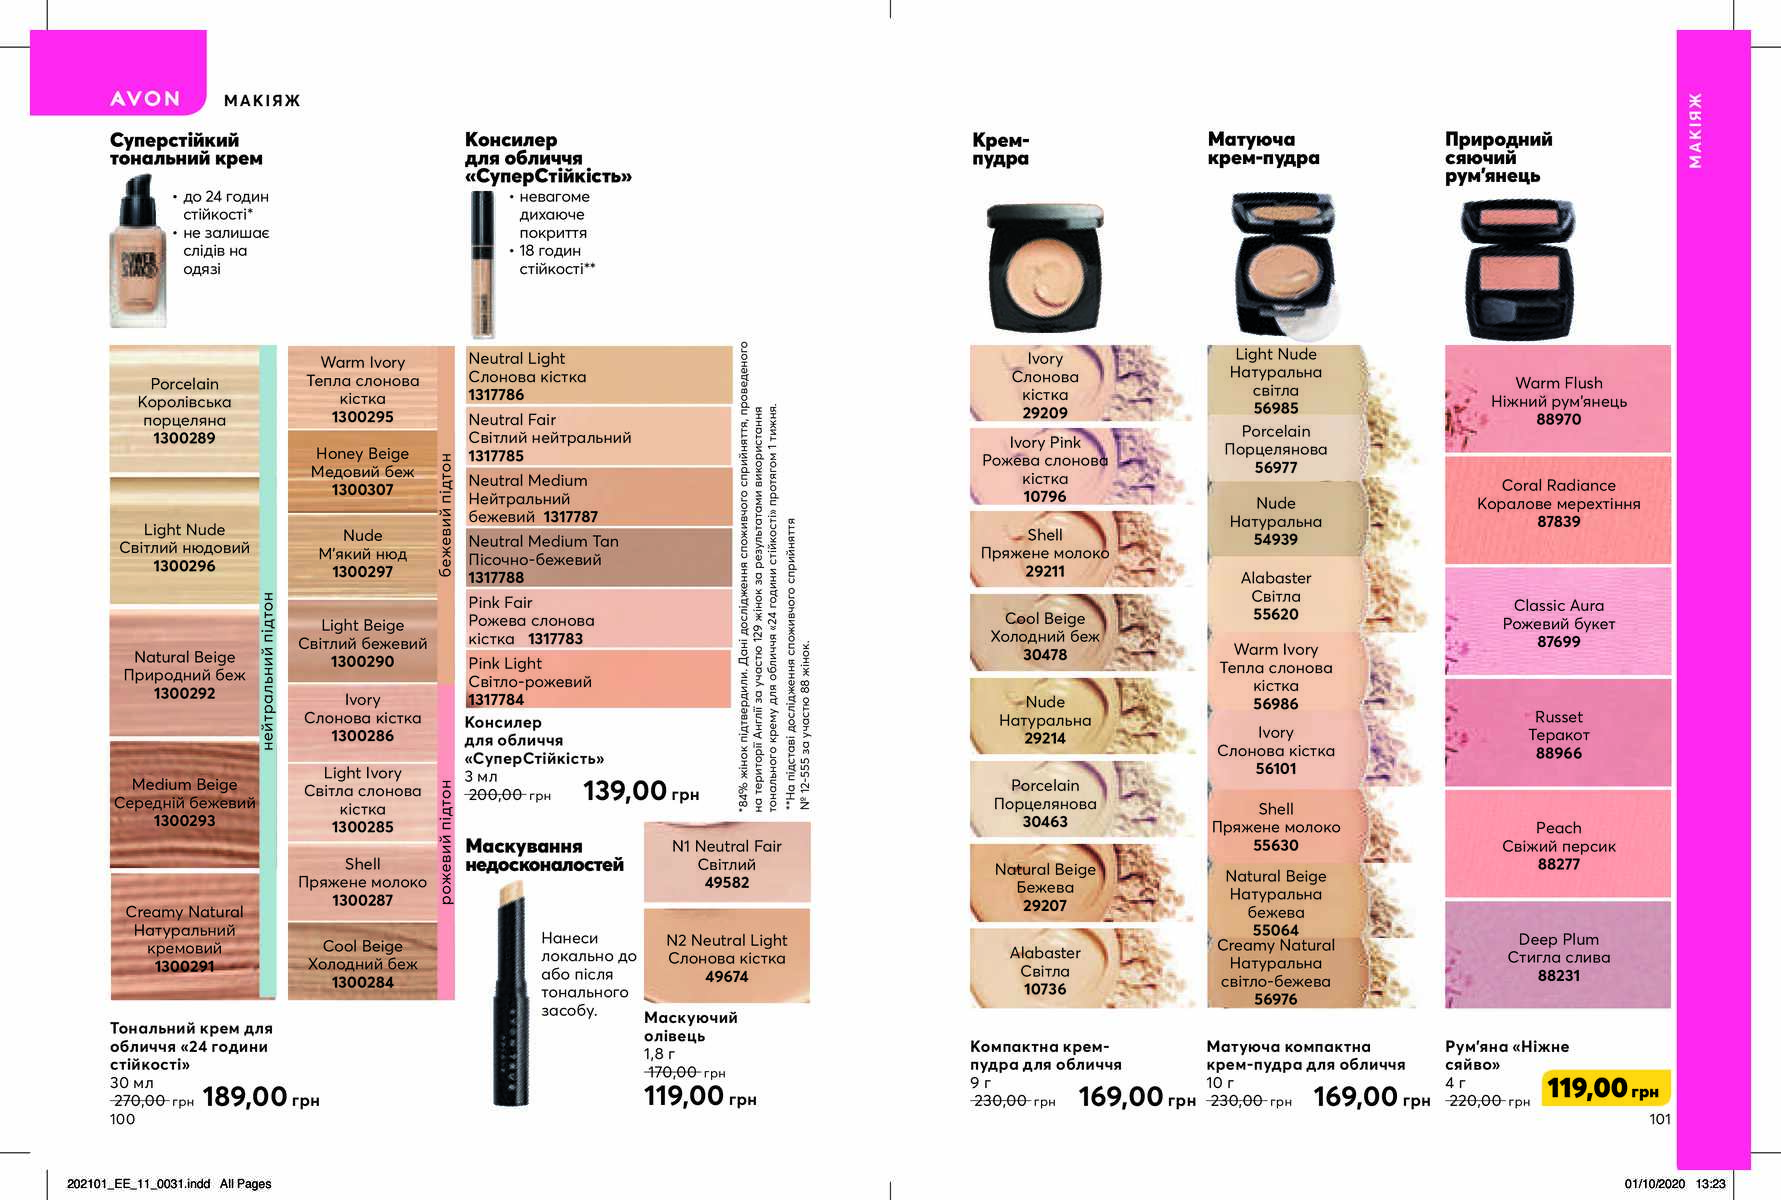 AVON
МАКІЯЖ
Суперстійкий
тональний крем
• до 24 годин
стійкості*
• не залишає
слідів на
одязі
POWER
STAY
Porcelain
Королівська
порцеляна
1300289
Light Nude
Світлий нюдовий
1300296
Natural Beige
Природний беж
1300292
Medium Beige
Середній бежевий
1300293
Creamy Natural
Натуральний
кремовий
1300291
нейтральний підтон
Warm Ivory
Тепла слонова
кістка
1300295
Honey Beige
Медовий беж
1300307
Nude
М'який нюд
1300297
Light Beige
Світлий бежевий
1300290
бежевий підтон
Ivory
Слонова кістка
1300286
Light Ivory
Світла слонова
кістка
1300285
Shell
Пряжене молоко
1300287
Cool Beige
Холодний беж
1300284
рожевий підтон
Тональний крем для
обличчя «24 години
стійкості»
30 мл
270,00 грн 189,00 грн
100
Консилер
для обличчя
«СуперСтійкість»
• невагоме
дихаюче
покриття
• 18 годин
стійкості**
Neutral Light
Слонова кістка
1317786
Neutral Fair
Світлий нейтральний
1317785
Neutral Medium
Нейтральний
бежевий 1317787
Neutral Medium Tan
Пісочно-бежевий
1317788
Pink Fair
Рожева слонова
кістка 1317783
Pink Light
Світло-рожевий
1317784
Консилер
для обличчя
«СуперСтійкість»
3 мл
200,00 грн 139,00 грн
*84% жінок підтвердили. Дані дослідження споживчого сприйняття, проведеного
на території Англії за участю 129 жінок за результатами використання
тонального крему для обличчя «24 години стійкості» протягом 1 тижня.
**На підставі дослідження споживчого сприйняття
№ 12-555 за участю 88 жінок.
Маскування
недосконалостей
Нанеси
локально до
або після
тонального
засобу.
N1 Neutral Fair
Світлий
49582
N2 Neutral Light
Слонова кістка
49674
Маскуючий
олівець
1,8 г
170,00 грн
119,00 грн
Крем-
пудра
Ivory
Слонова
кістка
29209
Ivory Pink
Рожева слонова
кістка
10796
Shell
Пряжене молоко
29211
Cool Beige
Холодний беж
30478
Nude
Натуральна
29214
Porcelain
Порцелянова
30463
Natural Beige
Бежева
29207
Alabaster
Світла
10736
Компактна крем-
пудра для обличчя
9 г
230,00 грн 169,00 грн
Матуюча
крем-пудра
Light Nude
Натуральна
світла
56985
Porcelain
Порцелянова
56977
Nude
Натуральна
54939
Alabaster
Світла
55620
Warm Ivory
Тепла слонова
кістка
56986
Ivory
Слонова кістка
56101
Shell
Пряжене молоко
55630
Natural Beige
Натуральна
бежева
55064
Creamy Natural
Натуральна
світло-бежева
56976
Матуюча компактна
крем-пудра для обличчя
10 г
230,00 грн 169,00 грн
Природний
сяючий
рум'янець
Warm Flush
Ніжний рум'янець
88970
Coral Radiance
Коралове мерехтіння
87839
Classic Aura
Рожевий букет
87699
Russet
Теракот
88966
Peach
Свіжий персик
88277
Deep Plum
Стигла слива
88231
Рум'яна «Ніжне
сяйво»
4 г
220,00 грн 119,00 грн
101
МАКІЯЖ
202101_EE_11_0031.indd All Pages
01/10/2020 13:23